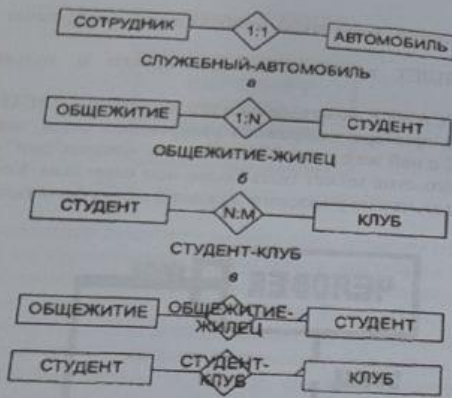 СОТРУДНИК 1:1 АВТОМОБИЛЬ
СЛУЖЕБНЫЙ-АВТОМОБИЛЬ
а
ОБЩЕЖИТИЕ 1:N СТУДЕНТ
ОБЩЕЖИТИЕ-ЖИЛЕЦ
б
СТУДЕНТ N:M КЛУБ
СТУДЕНТ-КЛУБ
в
ОБЩЕЖИТИЕ ОБЩЕЖИТИЕ-ЖИЛЕЦ СТУДЕНТ
СТУДЕНТ СТУДЕНТ-КЛУБ КЛУБ